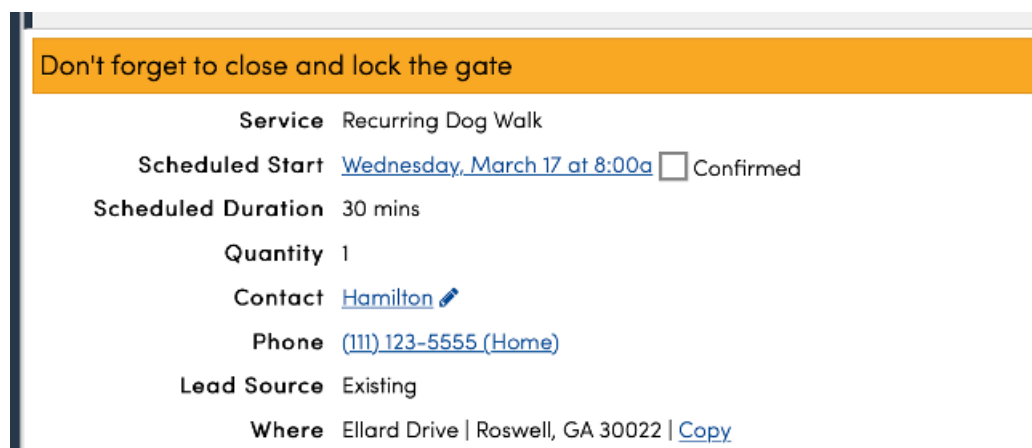 Don't forget to close and lock the gate
Service Recurring Dog Walk
Scheduled Start Wednesday, March 17 at 8:00a Confirmed
Scheduled Duration 30 mins
Quantity 1
Contact Hamilton
Phone (111) 123-5555 (Home)
Lead Source Existing
Where Ellard Drive | Roswell, GA 30022 | Copy